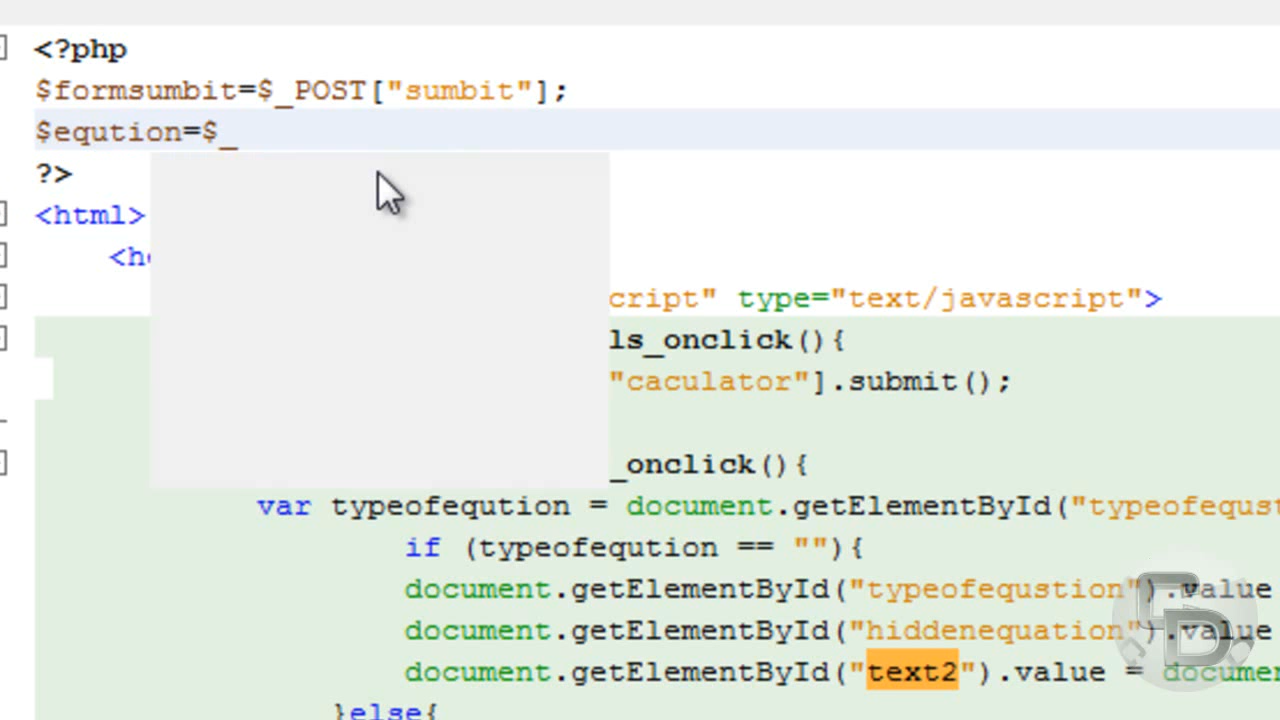 <?php
$formsumbit=$_POST["sumbit"];
$eqution=$_
?>
<html>
<h
cript" type="text/javascript">
ls_onclick(){
"caculator"].submit();
_onclick(){
var typeofeqution = document.getElementById("typeofequst
if (typeofeqution == ""){
document.getElementById("typeofequstion").value
document.getElementById("hiddenequation").value
document.getElementById("text2").value = docume
}else{